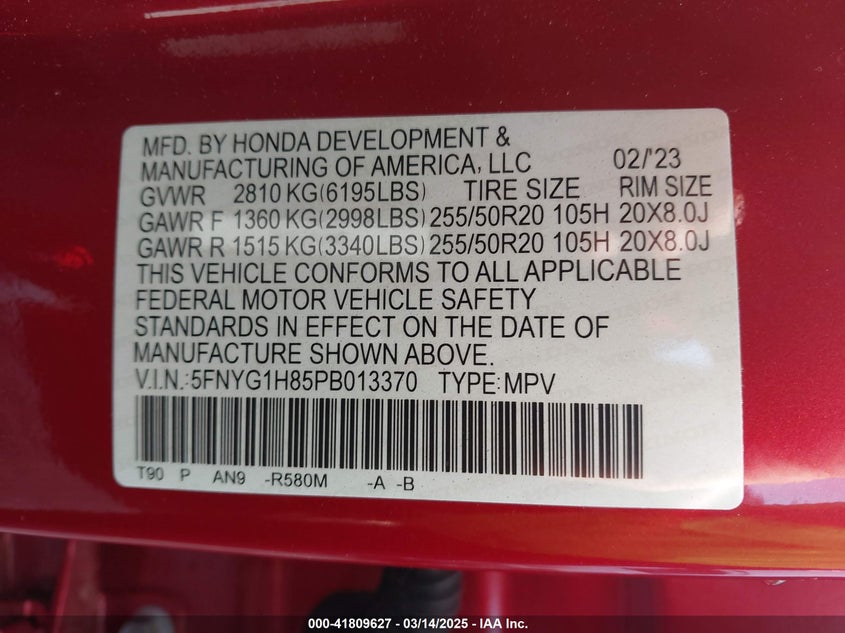 MFD. BY HONDA DEVELOPMENT &
MANUFACTURING OF AMERICA, LLC 02/'23
GVWR 2810 KG(6195LBS) TIRE SIZE RIM SIZE
GAWR F 1360 KG(2998LBS) 255/50R20 105H 20X8.0J
GAWR R 1515 KG(3340LBS) 255/50R20 105H 20X8.0J
THIS VEHICLE CONFORMS TO ALL APPLICABLE
FEDERAL MOTOR VEHICLE SAFETY
STANDARDS IN EFFECT ON THE DATE OF
MANUFACTURE SHOWN ABOVE.
V.I.N.:5FNYG1H85PB013370 TYPE:MPV
T90 P AN9 -R580M -A -B
000-41809627 - 03/14/2025 - IAA Inc.